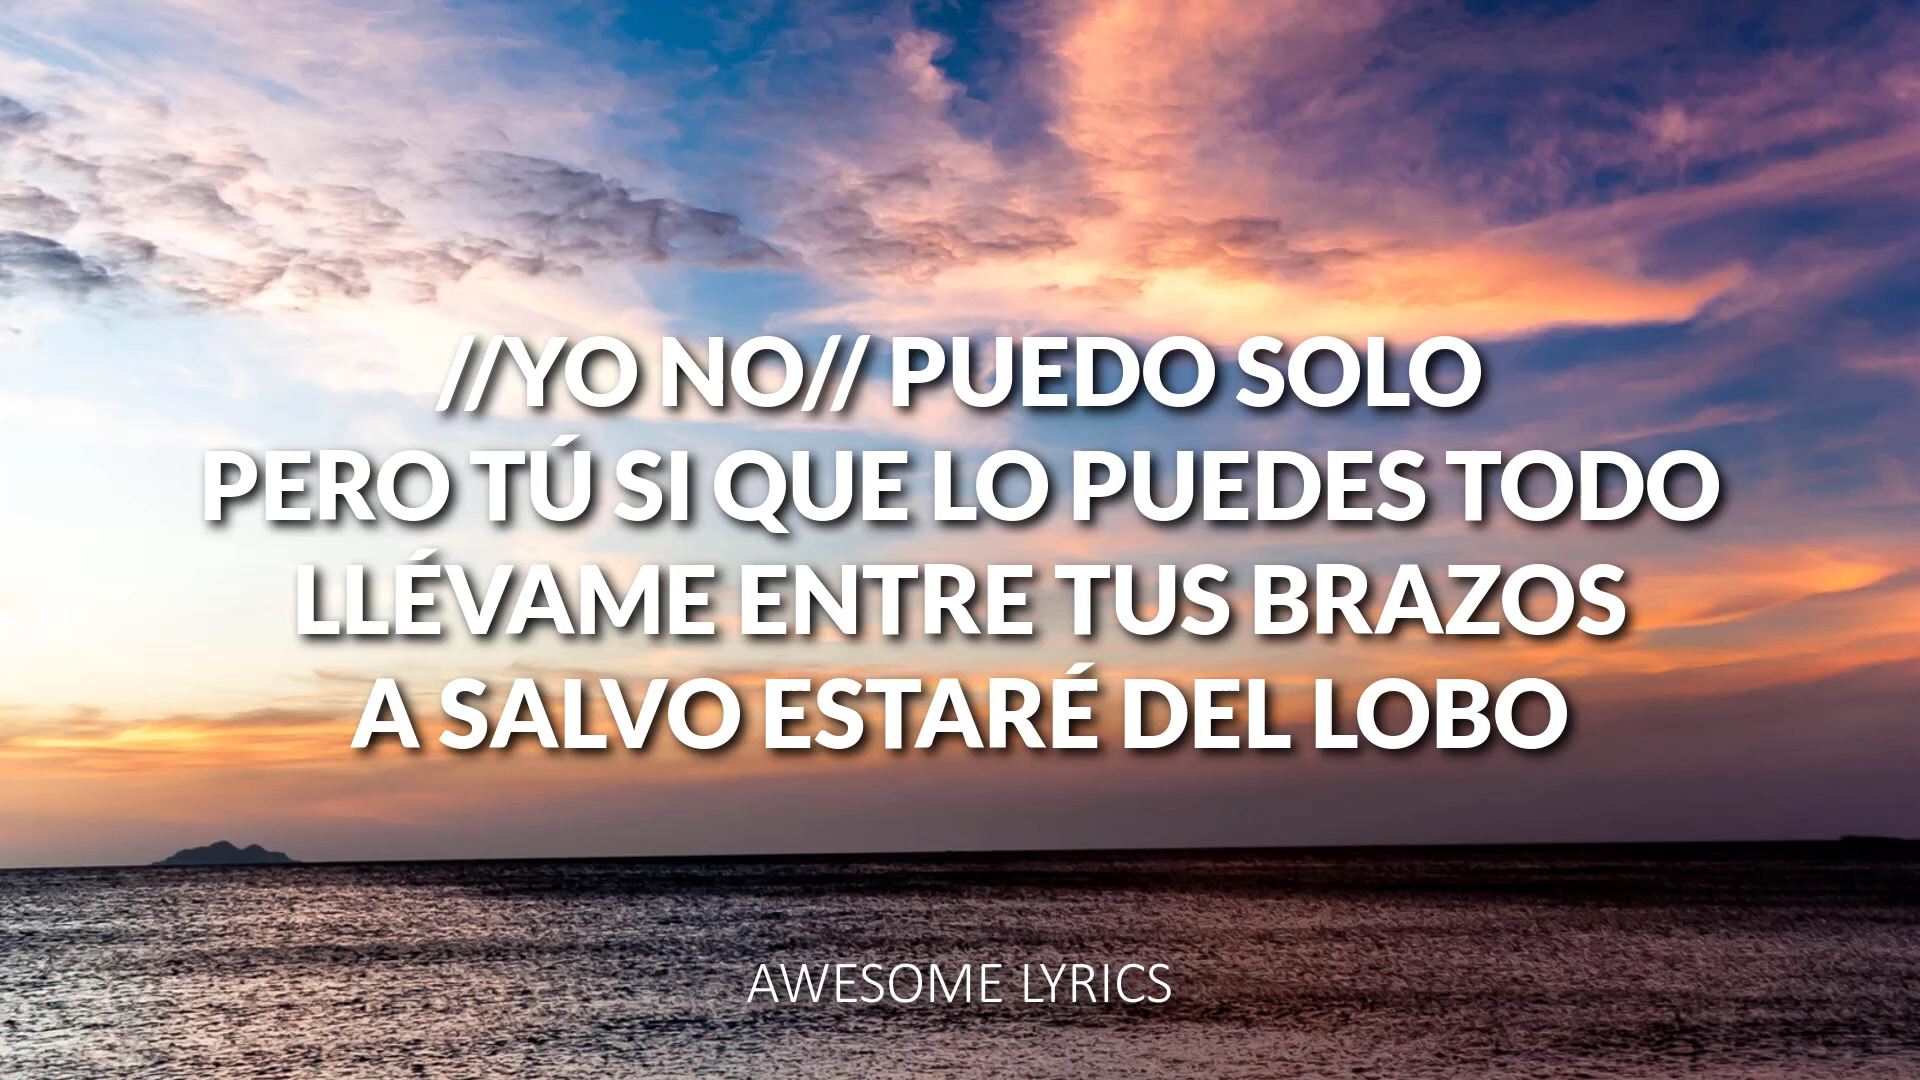 //YO NO// PUEDO SOLO
PERO TÚ SI QUE LO PUEDES TODO
LLÉVAME ENTRE TUS BRAZOS
A SALVO ESTARÉ DEL LOBO
AWESOME LYRICS